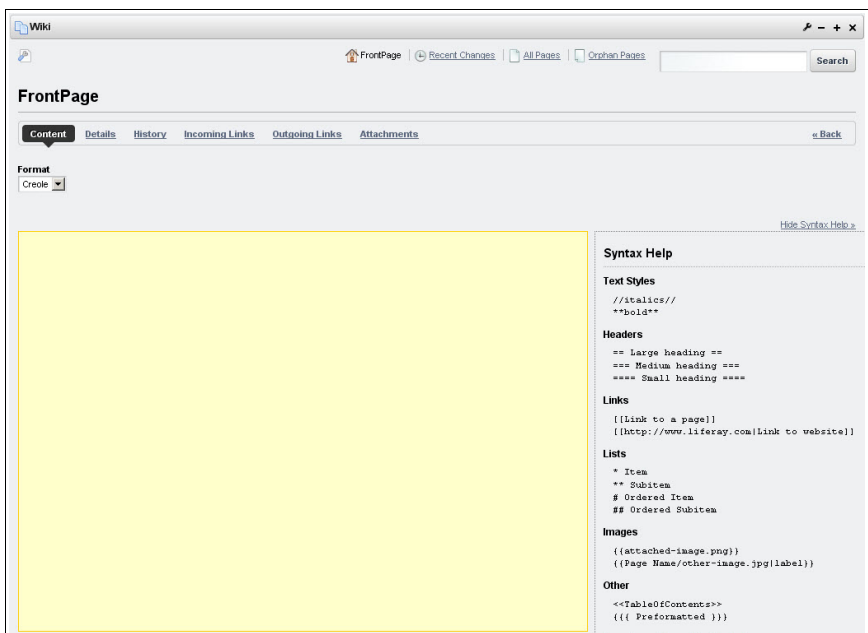 Wiki
FrontPage Recent Changes All Pages Orphan Pages Search
FrontPage
Content Details History Incoming Links Outgoing Links Attachments « Back
Format
Creole
Hide Syntax Help »
Syntax Help
Text Styles
//italics//
**bold**
Headers
== Large heading ==
=== Medium heading ===
==== Small heading ====
Links
[[Link to a page]]
[[http://www.liferay.com|Link to website]]
Lists
* Item
** Subitem
# Ordered Item
## Ordered Subitem
Images
{{attached-image.png}}
{{Page Name/other-image.jpg|label}}
Other
<<TableOfContents>>
{{{ Preformatted }}}